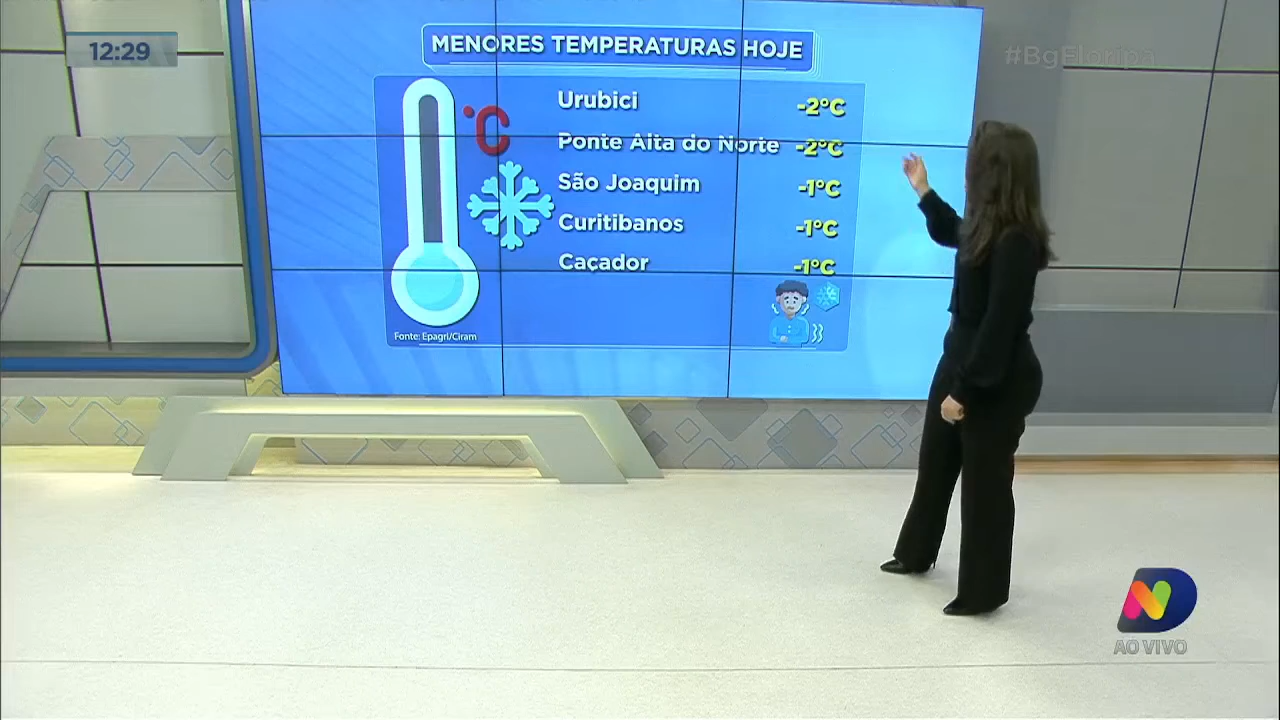 12:29
MENORES TEMPERATURAS HOJE
#BgFloripa
°C
Urubici -2°C
Ponte Alta do Norte -2°C
São Joaquim -1°C
Curitibanos -1°C
Caçador -1°C
Fonte: Epagri/Ciram
AO VIVO